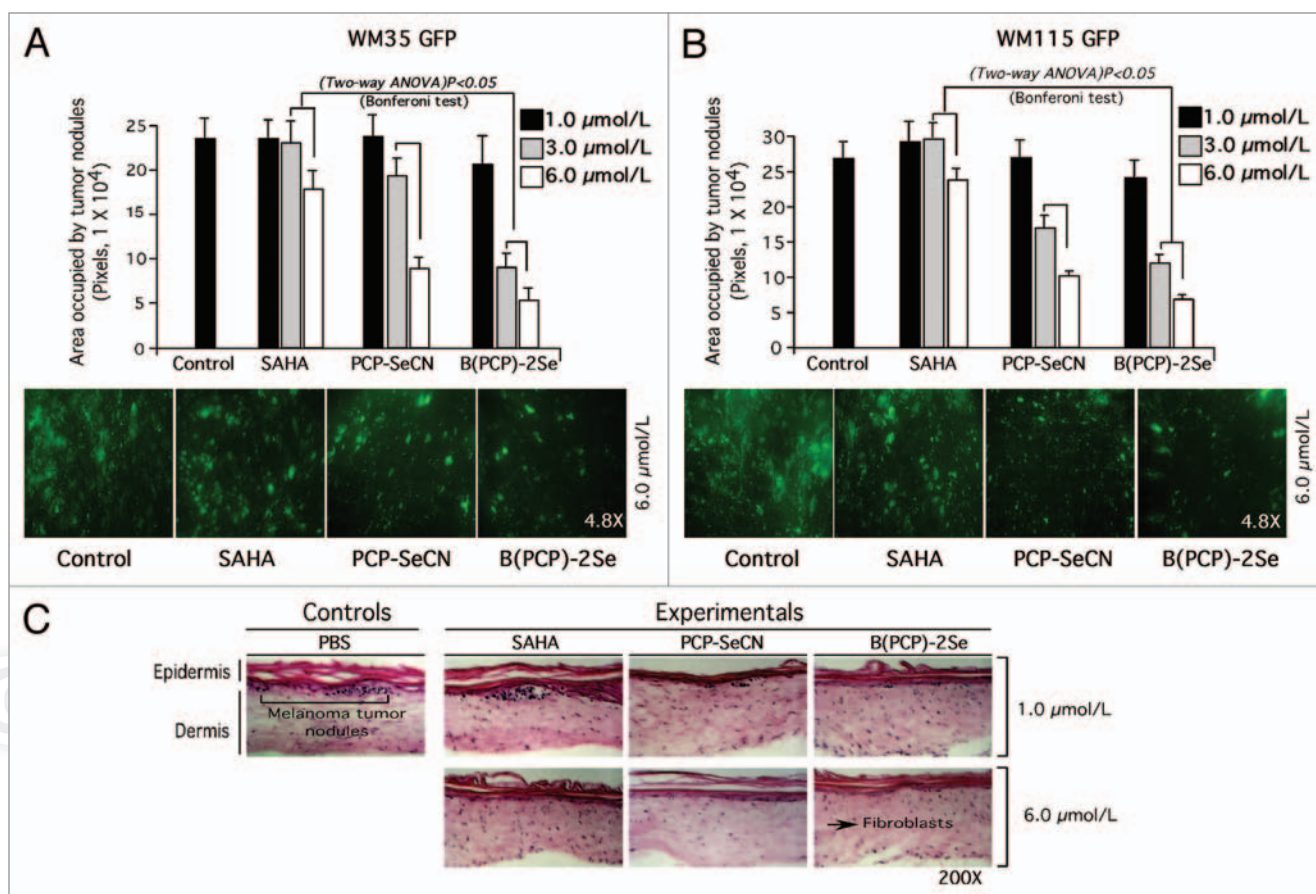 A
WM35 GFP
(Two-way ANOVA)P<0.05
(Bonferoni test)
1.0 µmol/L
3.0 µmol/L
6.0 µmol/L
Area occupied by tumor nodules
(Pixels, 1 X 10⁴)
25
20
15
10
5
0
Control SAHA PCP-SeCN B(PCP)-2Se
4.8X
6.0 µmol/L
Control SAHA PCP-SeCN B(PCP)-2Se
B
WM115 GFP
(Two-way ANOVA)P<0.05
(Bonferoni test)
1.0 µmol/L
3.0 µmol/L
6.0 µmol/L
Area occupied by tumor nodules
(Pixels, 1 X 10⁴)
30
25
20
15
10
5
0
Control SAHA PCP-SeCN B(PCP)-2Se
4.8X
6.0 µmol/L
Control SAHA PCP-SeCN B(PCP)-2Se
C
Controls Experimentals
PBS SAHA PCP-SeCN B(PCP)-2Se
Epidermis
Dermis
Melanoma tumor
nodules
1.0 µmol/L
Fibroblasts
6.0 µmol/L
200X